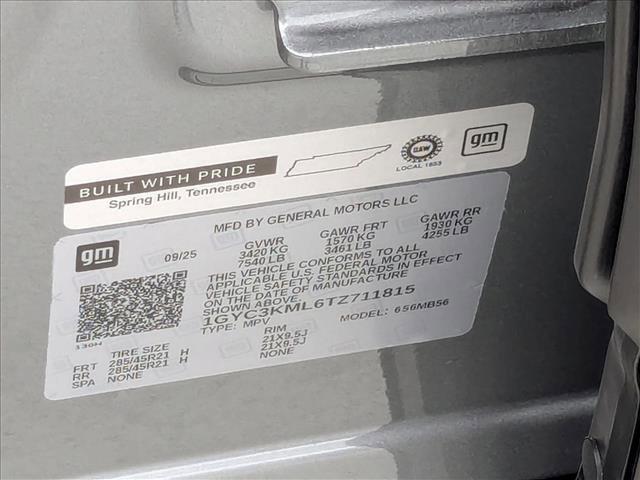 BUILT WITH PRIDE
Spring Hill, Tennessee
UAW
LOCAL 1853
gm
gm
MFD BY GENERAL MOTORS LLC
09/25
GVWR GAWR FRT GAWR RR
3420 KG 1570 KG 1930 KG
7540 LB 3461 LB 4255 LB
THIS VEHICLE CONFORMS TO ALL
APPLICABLE U.S. FEDERAL MOTOR
VEHICLE SAFETY STANDARDS IN EFFECT
ON THE DATE OF MANUFACTURE
SHOWN ABOVE.
1GYC3KML6TZ711815
TYPE: MPV MODEL: 656MB56
130H
TIRE SIZE RIM
FRT 285/45R21 H 21X9.5J
RR 285/45R21 H 21X9.5J
SPA NONE NONE